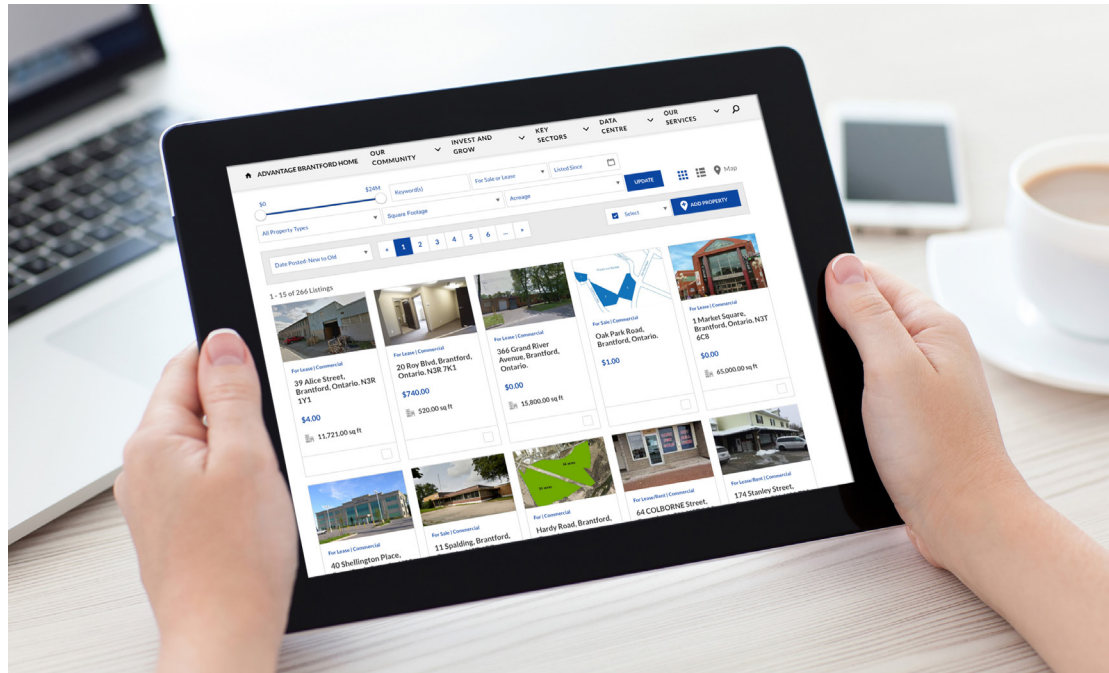 ADVANTAGE BRANTFORD HOME
OUR
COMMUNITY
INVEST AND
GROW
KEY
SECTORS
DATA
CENTRE
OUR
SERVICES
$0
$24M
Keyword(s)
For Sale or Lease
Listed Since
All Property Types
Square Footage
Acreage
UPDATE
Map
Date Posted: New to Old
« 1 2 3 4 5 6 ... »
Select
ADD PROPERTY
1 - 15 of 266 Listings
For Lease | Commercial
39 Alice Street,
Brantford, Ontario. N3R
1Y1
$4.00
11,721.00 sq ft
For Lease | Commercial
20 Roy Blvd, Brantford,
Ontario. N3R 7K1
$740.00
520.00 sq ft
For Lease | Commercial
366 Grand River
Avenue, Brantford,
Ontario.
$0.00
15,800.00 sq ft
For Sale | Commercial
Oak Park Road,
Brantford, Ontario.
$1.00
For Lease | Commercial
1 Market Square,
Brantford, Ontario. N3T
6C8
$0.00
65,000.00 sq ft
For Lease | Commercial
40 Shellington Place,
For Sale | Commercial
11 Spalding, Brantford,
For | Commercial
Hardy Road, Brantford,
For Lease/Rent | Commercial
64 COLBORNE Street,
For Lease/Rent | Commercial
174 Stanley Street,